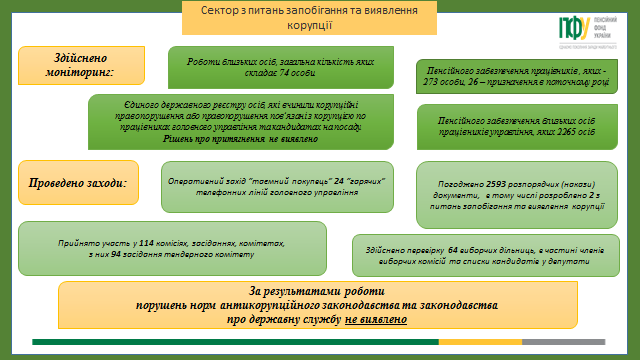 Сектор з питань запобігання та виявлення
корупції
ПЕНСІЙНИЙ
ФОНД
УКРАЇНИ
Здійснено
моніторинг:
Роботи близьких осіб, загальна кількість яких
складає 74 особи
Пенсійного забезпечення працівників, яких -
273 особи, 26 – призначення в поточному році
Єдиного державного реєстру осіб, які вчинили корупційні
правопорушення або правопорушення пов'язані з корупцією по
працівниках головного управління та кандидатах на посаду.
Рішень про притягнення не виявлено
Пенсійного забезпечення близьких осіб
працівників управління, яких 2265 осіб
Проведено заходи:
Оперативний захід "таємний покупець" 24 "гарячих"
телефонних ліній головного управління
Погоджено 2593 розпорядчих (накази)
документи, в тому числі розроблено 2 з
питань запобігання та виявлення корупції
Прийнято участь у 114 комісіях, засіданнях, комітетах,
з них 94 засідання тендерного комітету
Здійснено перевірку 64 виборчих дільниць, в частині членів
виборчих комісій та списки кандидатів у депутати
За результатами роботи
порушень норм антикорупційного законодавства та законодавства
про державну службу не виявлено